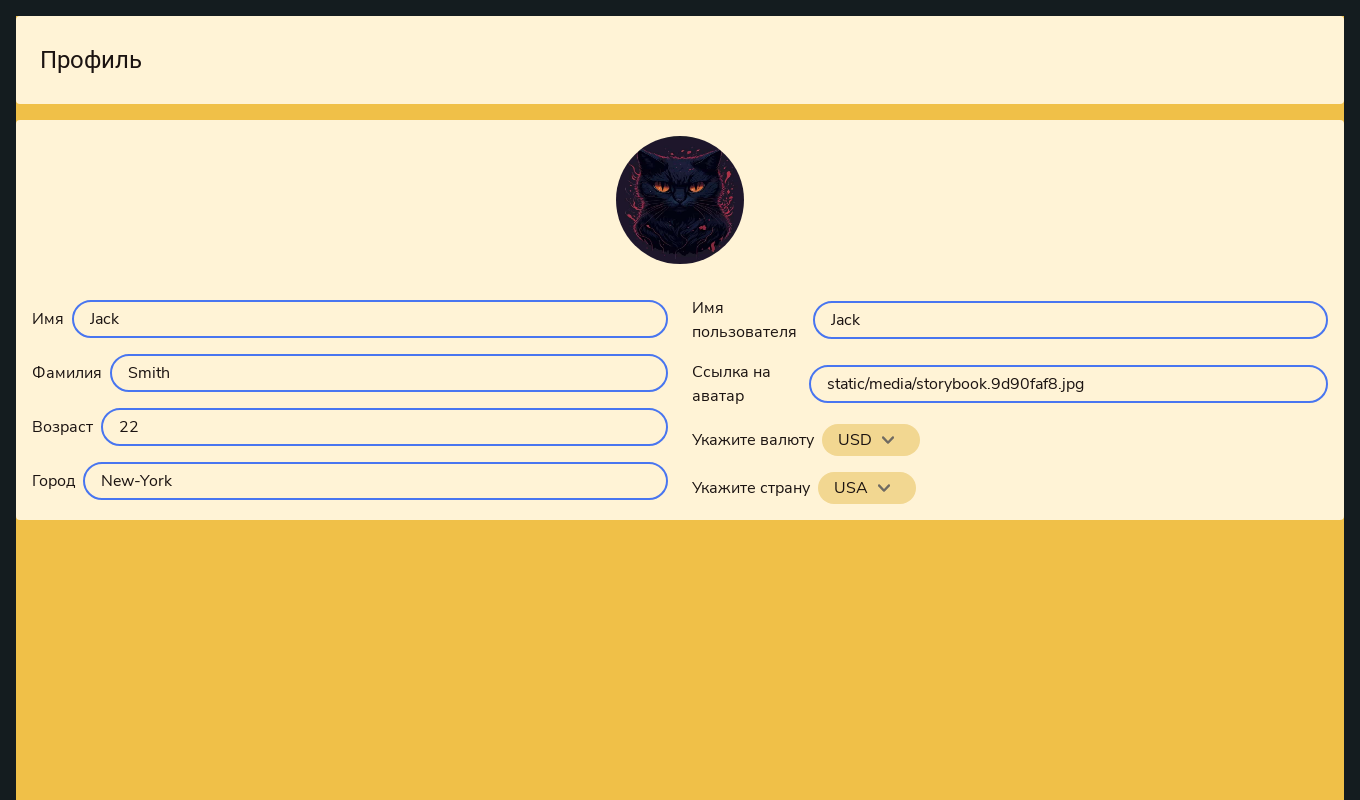 Профиль
Имя
Jack
Фамилия
Smith
Возраст
22
Город
New-York
Имя
пользователя
Jack
Ссылка на
аватар
static/media/storybook.9d90faf8.jpg
Укажите валюту
USD
Укажите страну
USA